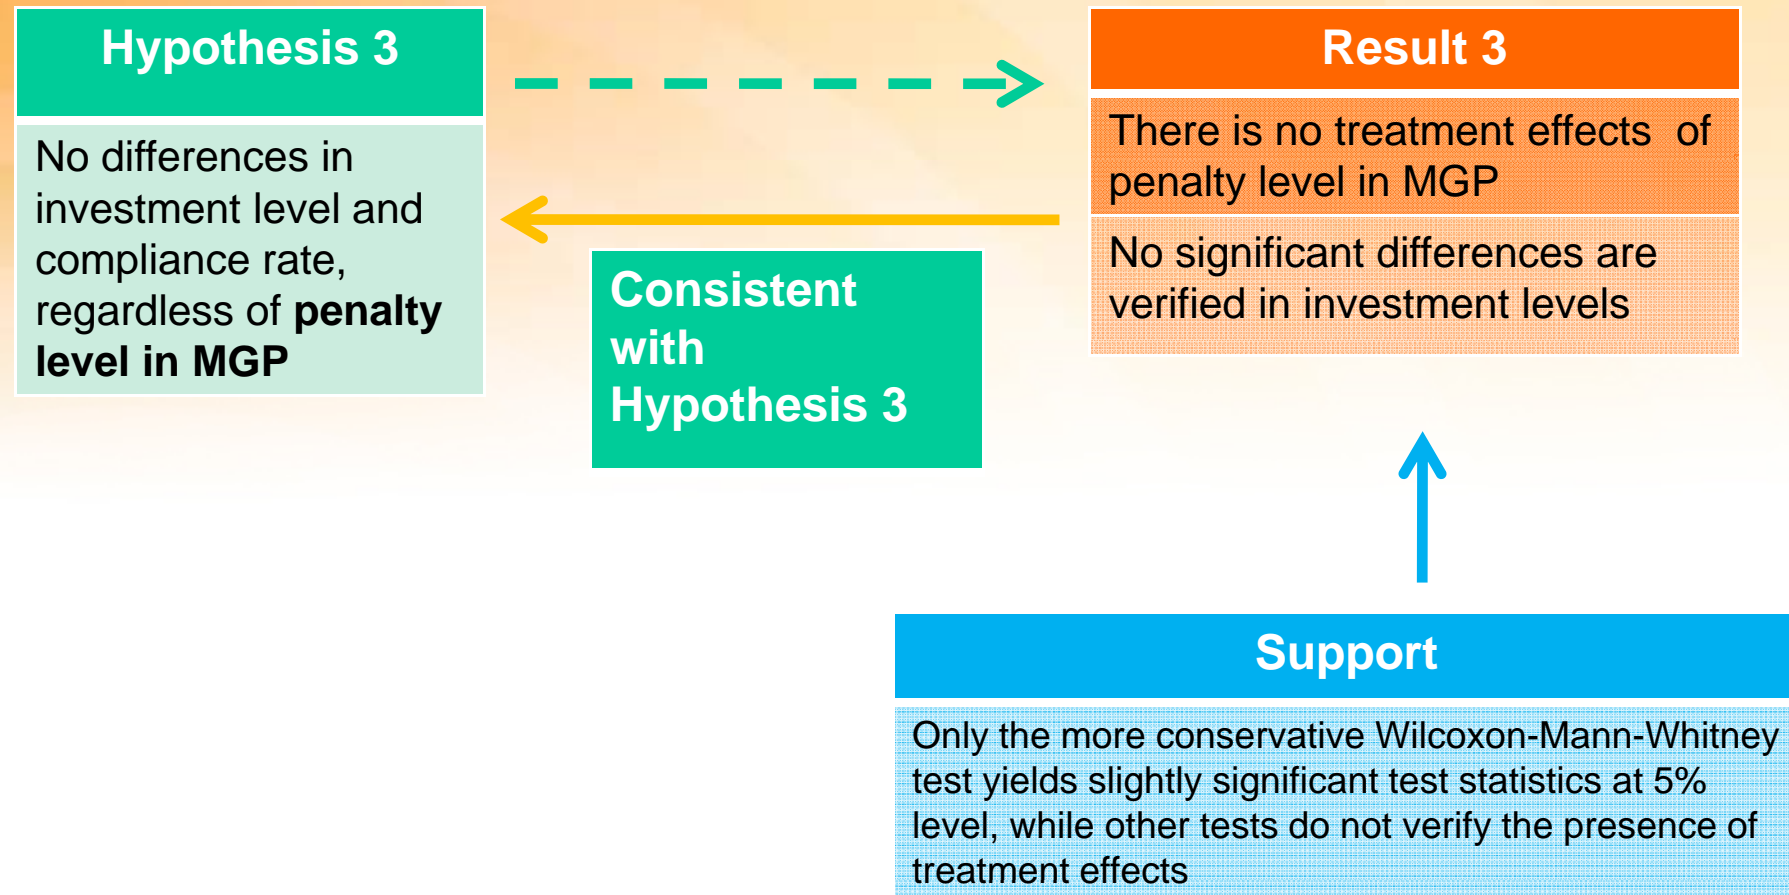 Hypothesis 3
No differences in
investment level and
compliance rate,
regardless of penalty
level in MGP
Consistent
with
Hypothesis 3
Result 3
There is no treatment effects of
penalty level in MGP
No significant differences are
verified in investment levels
Support
Only the more conservative Wilcoxon-Mann-Whitney
test yields slightly significant test statistics at 5%
level, while other tests do not verify the presence of
treatment effects